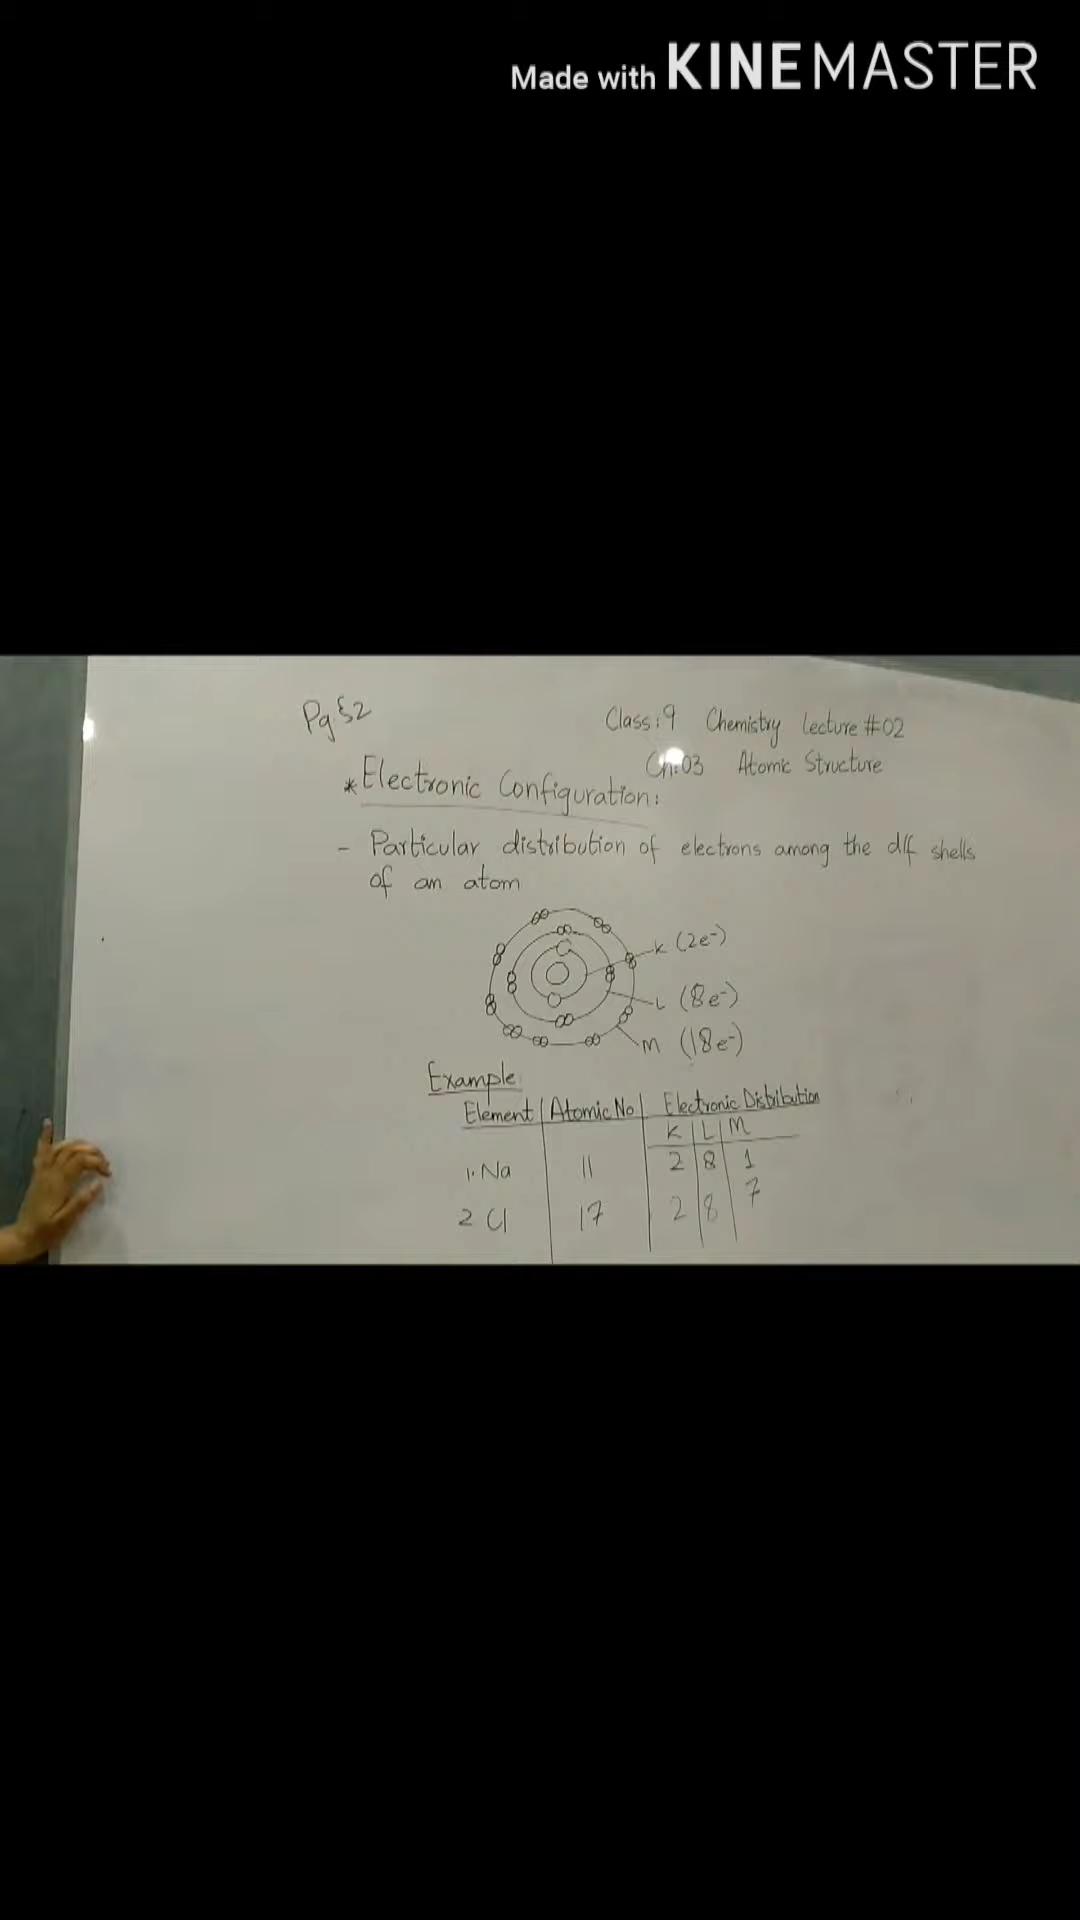 Made with KINEMASTER
Pg 52
Class: 9 Chemistry Lecture #02
Ch:03 Atomic Structure
* Electronic Configuration:
- Particular distribution of electrons among the dif shells
of an atom
K (2e⁻)
L (8e⁻)
M (18e⁻)
Example
Element | Atomic No | Electronic Distribution
K | L | M
1. Na | 11 | 2 | 8 | 1
2 Cl | 17 | 2 | 8 | 7